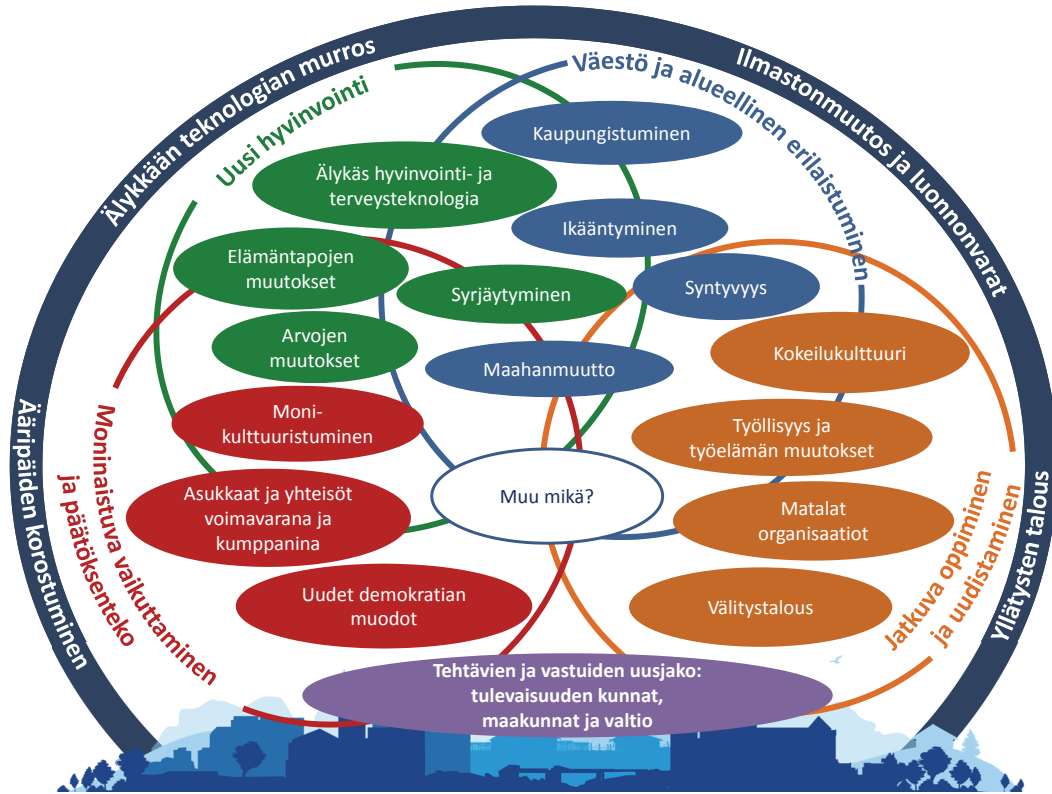 Älykkään teknologian murros
Ilmastonmuutos ja luonnonvarat
Ääripäiden korostuminen
Yllätysten talous
Uusi hyvinvointi
Väestö ja alueellinen erilaistuminen
Kaupungistuminen
Älykäs hyvinvointi- ja
terveysteknologia
Ikääntyminen
Elämäntapojen
muutokset
Syrjäytyminen
Syntyvyys
Arvojen
muutokset
Maahanmuutto
Kokeilukulttuuri
Moni-
kulttuuristuminen
Työllisyys ja
työelämän muutokset
Muu mikä?
Asukkaat ja yhteisöt
voimavarana ja
kumppanina
Matalat
organisaatiot
Uudet demokratian
muodot
Välitystalous
Moninaistuva vaikuttaminen
ja päätöksenteko
Jatkuva oppiminen
ja uudistaminen
Tehtävien ja vastuiden uusjako:
tulevaisuuden kunnat,
maakunnat ja valtio